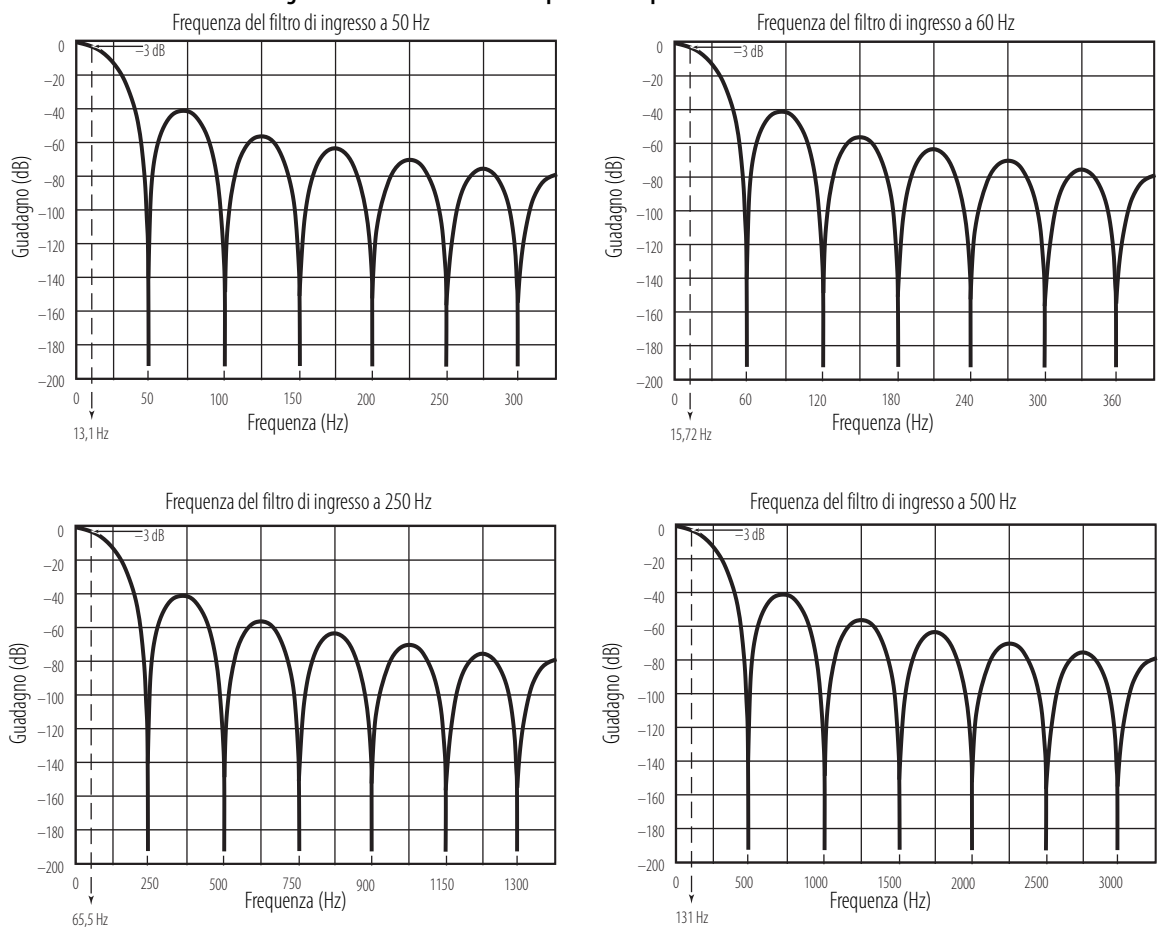 Frequenza del filtro di ingresso a 50 Hz
0
–20
–40
–60
–80
–100
–120
–140
–160
–180
–200
Guadagno (dB)
–3 dB
0 50 100 150 200 250 300
Frequenza (Hz)
13,1 Hz
Frequenza del filtro di ingresso a 60 Hz
0
–20
–40
–60
–80
–100
–120
–140
–160
–180
–200
Guadagno (dB)
–3 dB
0 60 120 180 240 300 360
Frequenza (Hz)
15,72 Hz
Frequenza del filtro di ingresso a 250 Hz
0
–20
–40
–60
–80
–100
–120
–140
–160
–180
–200
Guadagno (dB)
–3 dB
0 250 500 750 900 1150 1300
Frequenza (Hz)
65,5 Hz
Frequenza del filtro di ingresso a 500 Hz
0
–20
–40
–60
–80
–100
–120
–140
–160
–180
–200
Guadagno (dB)
–3 dB
0 500 1000 1500 2000 2500 3000
Frequenza (Hz)
131 Hz